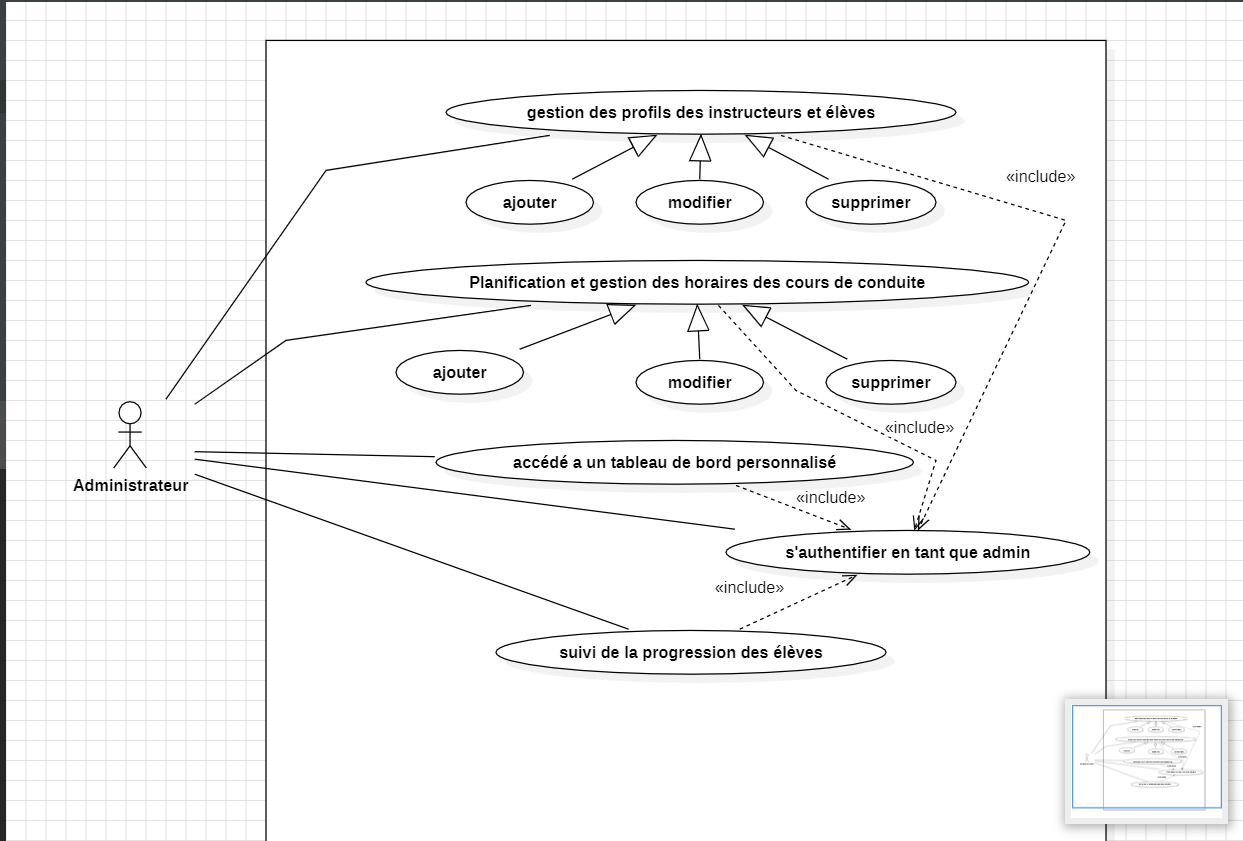 gestion des profils des instructeurs et élèves
«include»
ajouter
modifier
supprimer
Planification et gestion des horaires des cours de conduite
ajouter
modifier
supprimer
«include»
accédé a un tableau de bord personnalisé
Administrateur
«include»
s'authentifier en tant que admin
«include»
suivi de la progression des élèves